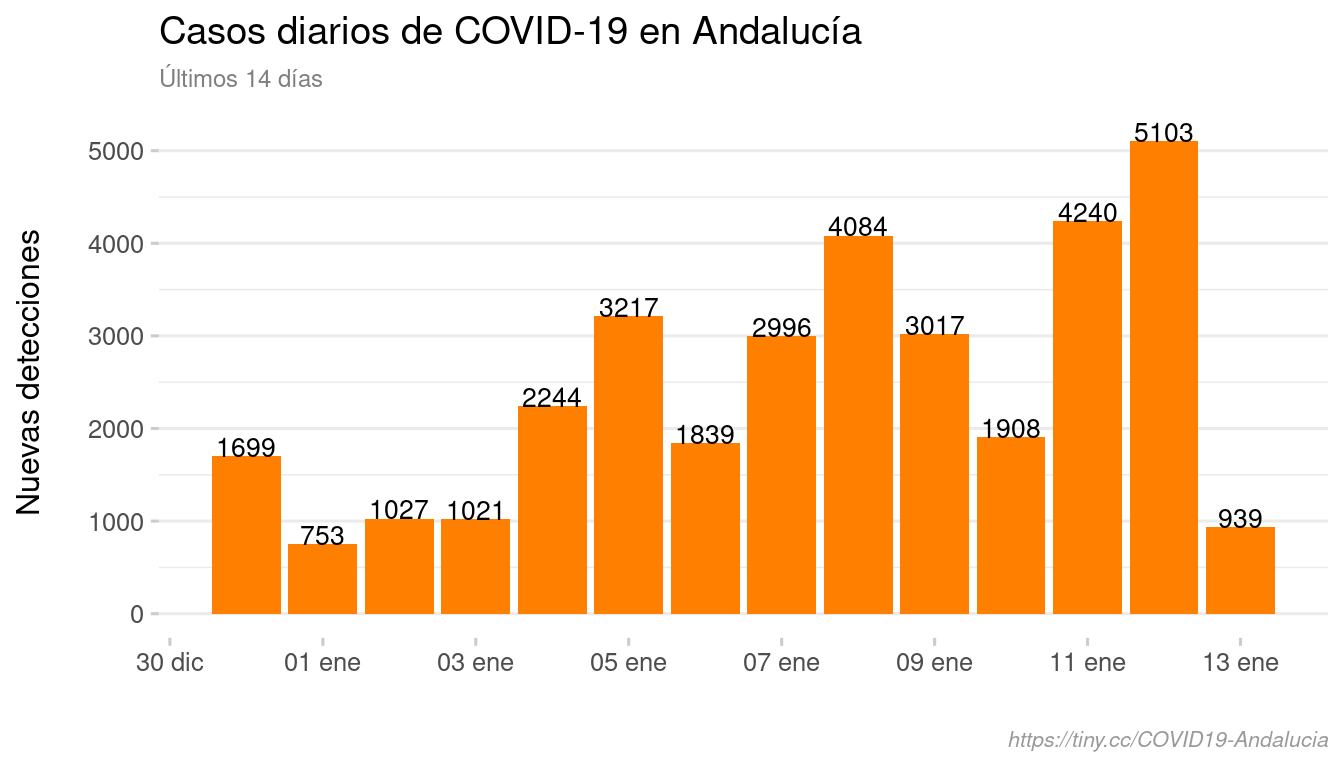 Casos diarios de COVID-19 en Andalucía
Últimos 14 días
Nuevas detecciones
5000
4000
3000
2000
1000
0
1699
753
1027
1021
2244
3217
1839
2996
4084
3017
1908
4240
5103
939
30 dic
01 ene
03 ene
05 ene
07 ene
09 ene
11 ene
13 ene
https://tiny.cc/COVID19-Andalucia